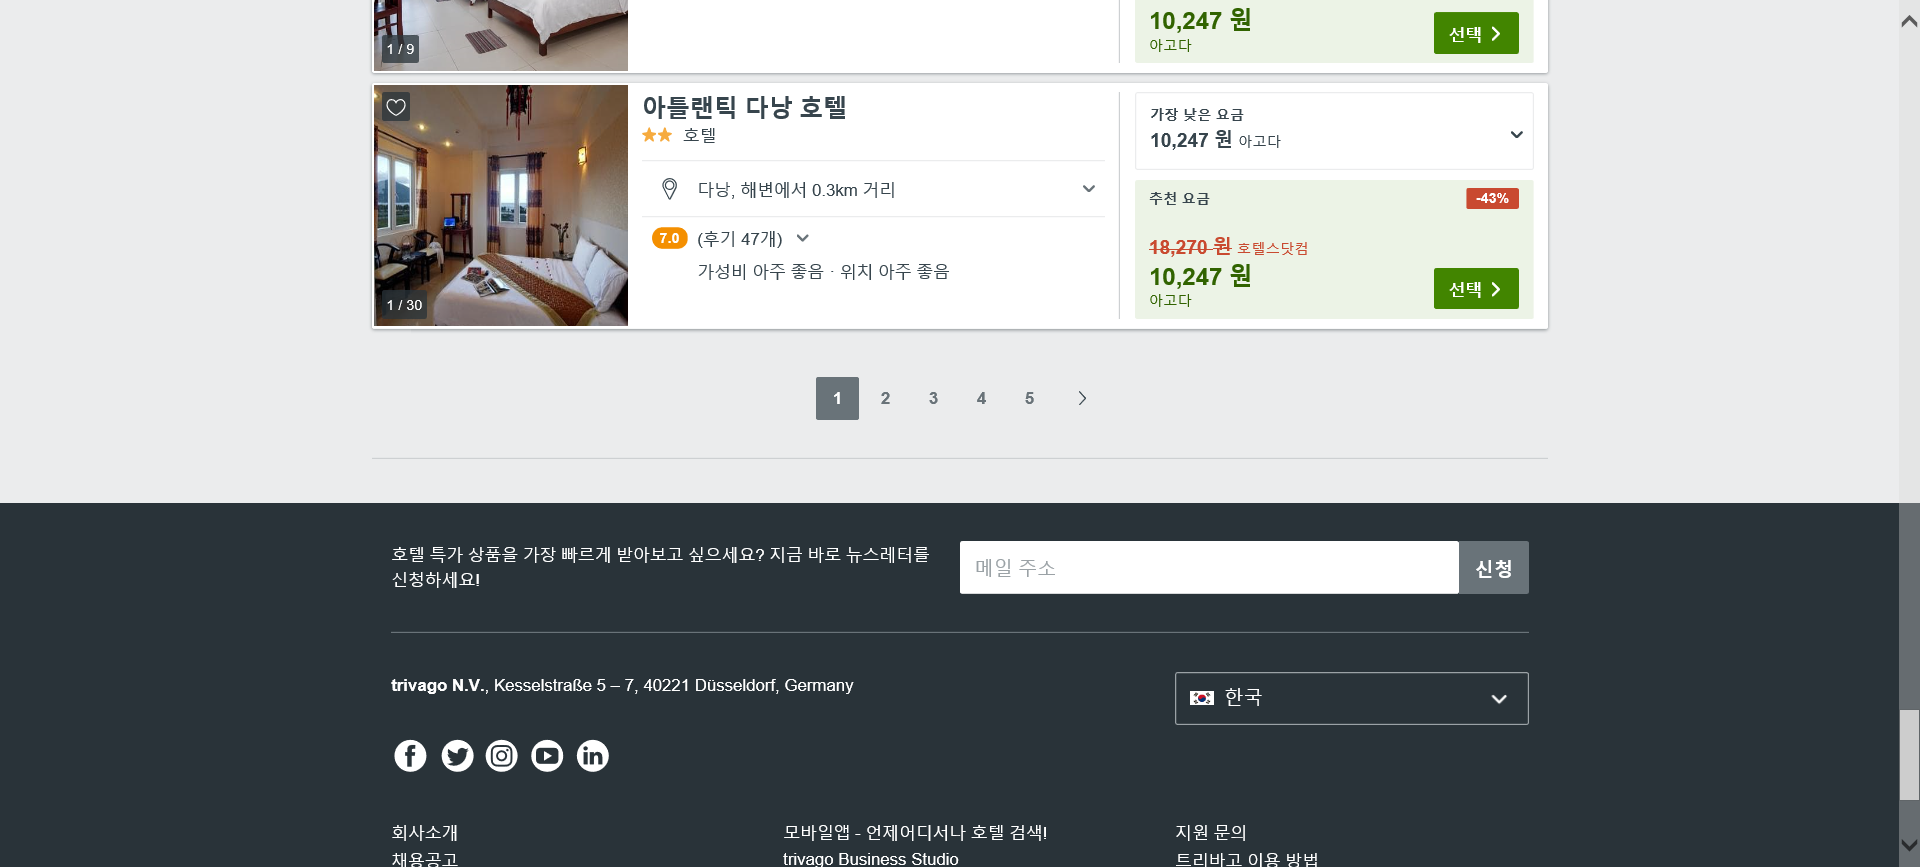 10,247 원
아고다
선택
1 / 9
아틀랜틱 다낭 호텔
호텔
다낭, 해변에서 0.3km 거리
7.0 (후기 47개)
가성비 아주 좋음 · 위치 아주 좋음
1 / 30
가장 낮은 요금
10,247 원 아고다
추천 요금
-43%
18,270 원 호텔스닷컴
10,247 원
아고다
선택
1 2 3 4 5
호텔 특가 상품을 가장 빠르게 받아보고 싶으세요? 지금 바로 뉴스레터를
신청하세요!
메일 주소
신청
trivago N.V., Kesselstraße 5 – 7, 40221 Düsseldorf, Germany
한국
회사소개
모바일앱 - 언제어디서나 호텔 검색!
지원 문의
채용공고
trivago Business Studio
트리바고 이용 방법